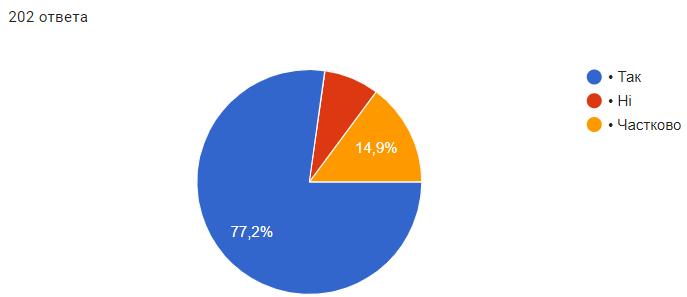 202 ответа
• Так
• Ні
• Частково
14,9%
77,2%